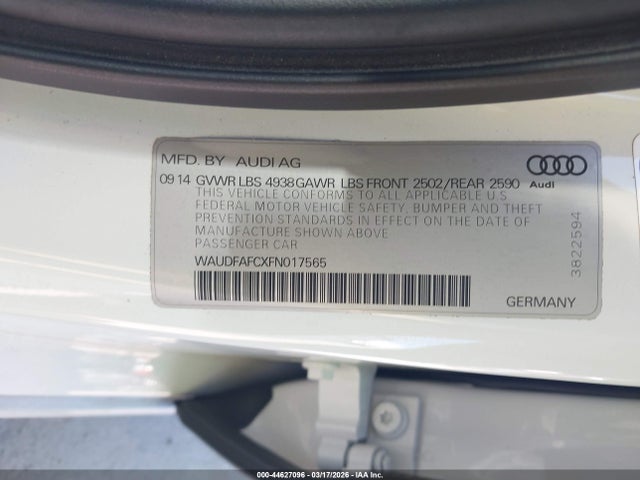 MFD. BY AUDI AG
09 14 GVWR LBS 4938 GAWR LBS FRONT 2502/REAR 2590 Audi
THIS VEHICLE CONFORMS TO ALL APPLICABLE U.S
FEDERAL MOTOR VEHICLE SAFETY, BUMPER AND THEFT
PREVENTION STANDARDS IN EFFECT ON THE DATE OF
MANUFACTURE SHOWN ABOVE
PASSENGER CAR
WAUDFAFCXFN017565
3822594
GERMANY
000-44627096 - 03/17/2026 - IAAI.COM